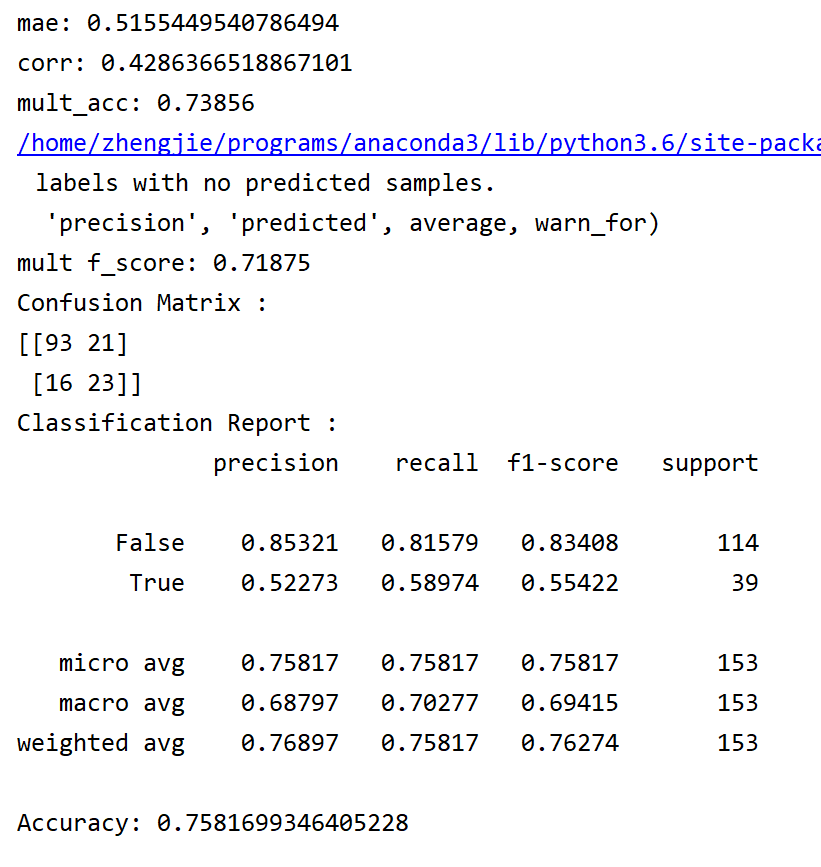 mae: 0.5155449540786494
corr: 0.4286366518867101
mult_acc: 0.73856
/home/zhengjie/programs/anaconda3/lib/python3.6/site-packa
labels with no predicted samples.
'precision', 'predicted', average, warn_for)
mult f_score: 0.71875
Confusion Matrix :
[[93 21]
[16 23]]
Classification Report :
precision recall f1-score support
False 0.85321 0.81579 0.83408 114
True 0.52273 0.58974 0.55422 39
micro avg 0.75817 0.75817 0.75817 153
macro avg 0.68797 0.70277 0.69415 153
weighted avg 0.76897 0.75817 0.76274 153
Accuracy: 0.7581699346405228